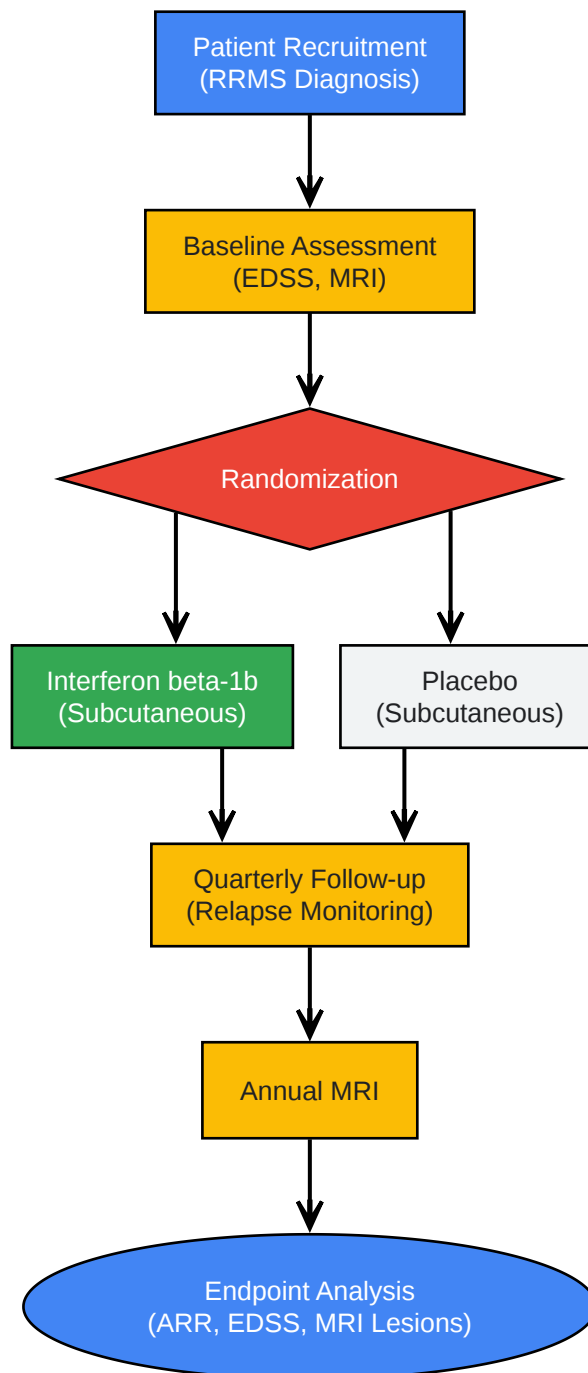 Patient Recruitment
(RRMS Diagnosis)
Baseline Assessment
(EDSS, MRI)
Randomization
Interferon beta-1b
(Subcutaneous)
Placebo
(Subcutaneous)
Quarterly Follow-up
(Relapse Monitoring)
Annual MRI
Endpoint Analysis
(ARR, EDSS, MRI Lesions)